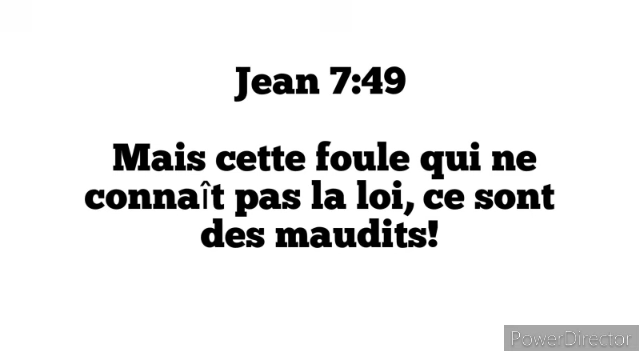 Jean 7:49
Mais cette foule qui ne
connaît pas la loi, ce sont
des maudits!
PowerDirector